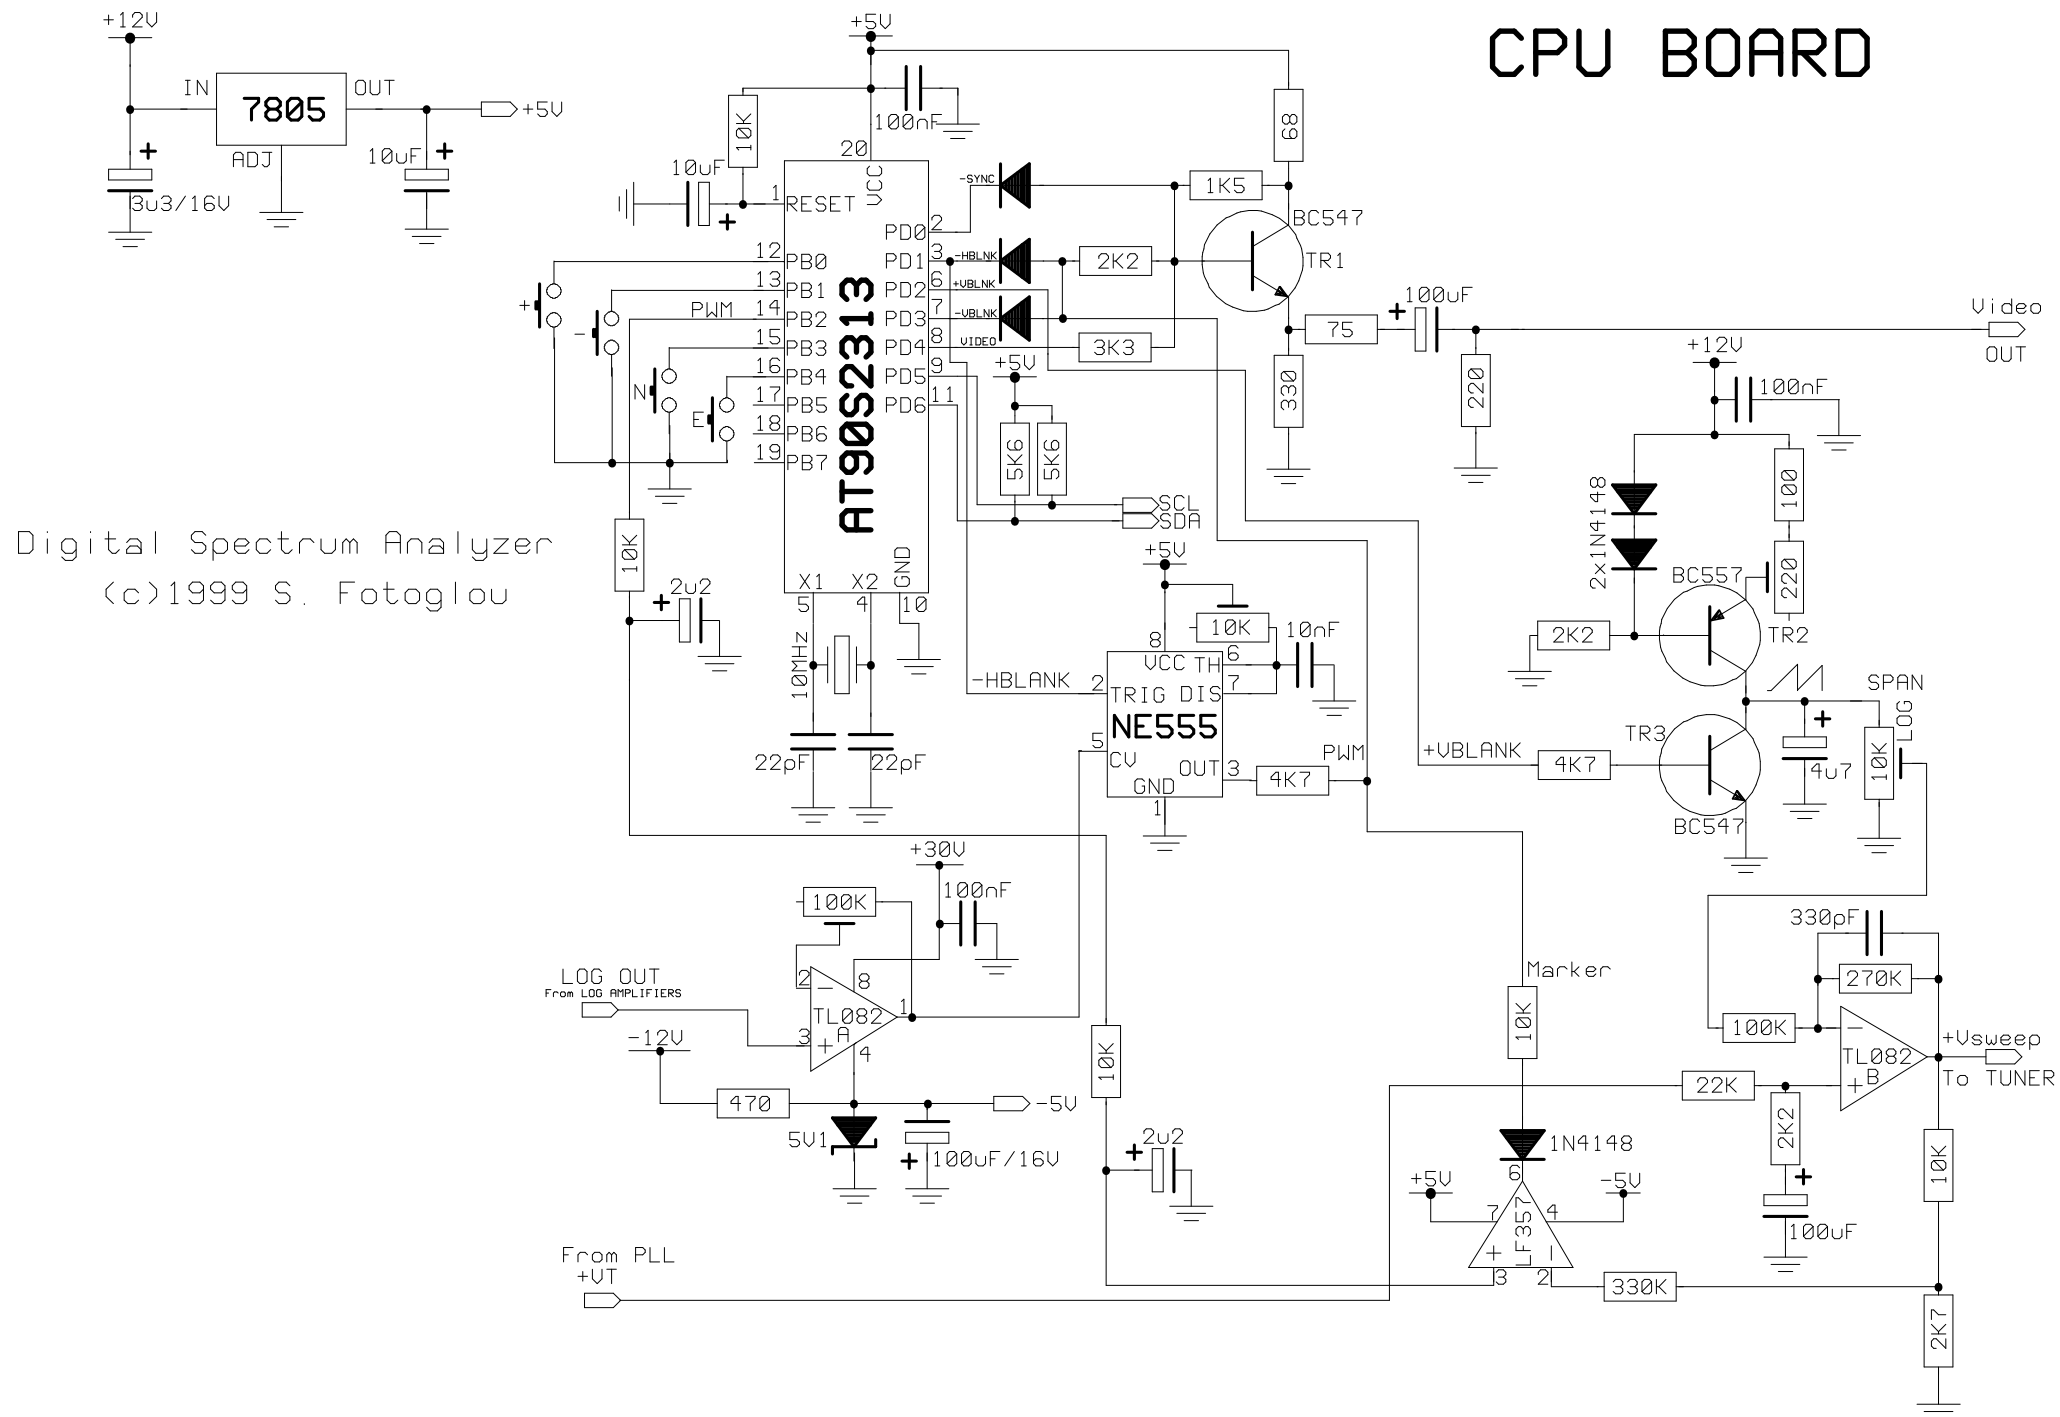 CPU BOARD
+12V
IN
7805
OUT
+5V
ADJ
3u3/16V
10uF
+
+
+5V
100nF
10K
10uF
+
20
VCC
1
RESET
12
PB0
13
PB1
14
PB2
PWM
15
PB3
16
PB4
17
PB5
18
PB6
19
PB7
+
-
N
E
AT90S2313
PD0
2
-SYNC
PD1
3
-HBLNK
PD2
6
+VBLNK
PD3
7
-VBLNK
PD4
8
VIDEO
PD5
9
PD6
11
68
1K5
BC547
TR1
2K2
3K3
75
+
100uF
330
220
Video
OUT
+5V
5K6
5K6
SCL
SDA
+12V
100nF
2x1N4148
100
220
BC557
TR2
2K2
Digital Spectrum Analyzer
(c)1999 S. Fotoglou
10K
+
2u2
X1
X2
GND
5
4
10
10MHz
22pF
22pF
+5V
8
10K
10nF
VCC
TH
6
-HBLANK
2
TRIG
DIS
7
NE555
5
CV
OUT
3
GND
1
4K7
PWM
+VBLANK
4K7
TR3
BC547
+
4u7
SPAN
LOG
10K
+30V
100nF
100K
LOG OUT
From LOG AMPLIFIERS
2
-
8
TL082
A
1
3
+
4
-12V
470
-5V
5V1
+
100uF/16V
10K
+
2u2
Marker
10K
1N4148
6
+5V
-5V
7
4
LF357
+
-
3
2
330K
330pF
270K
100K
-
TL082
B
+
+Vsweep
To TUNER
22K
2K2
+
100uF
10K
2K7
From PLL
+VT